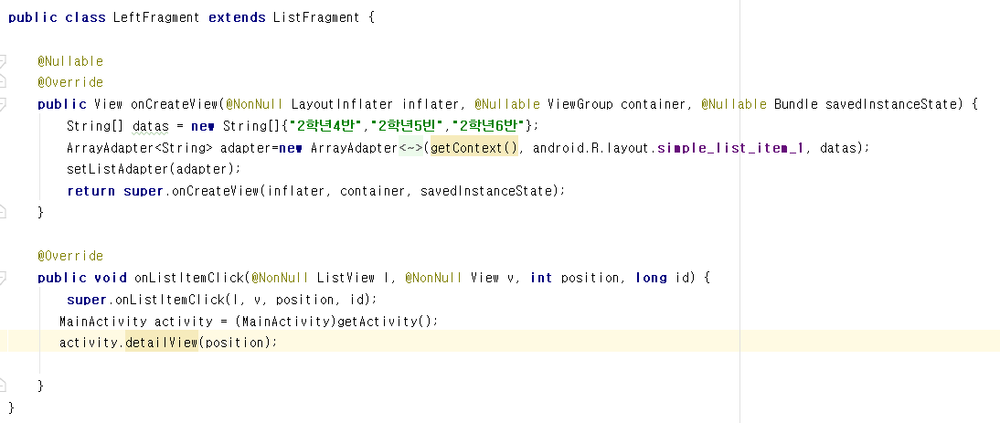 public class LeftFragment extends ListFragment {
@Nullable
@Override
public View onCreateView(@NonNull LayoutInflater inflater, @Nullable ViewGroup container, @Nullable Bundle savedInstanceState) {
String[] datas = new String[]{"2학년4반","2학년5빈","2학년6반"};
ArrayAdapter<String> adapter=new ArrayAdapter<~>(getContext(), android.R.layout.simple_list_item_1, datas);
setListAdapter(adapter);
return super.onCreateView(inflater, container, savedInstanceState);
}
@Override
public void onListItemClick(@NonNull ListView l, @NonNull View v, int position, long id) {
super.onListItemClick(l, v, position, id);
MainActivity activity = (MainActivity)getActivity();
activity.detailView(position);
}
}